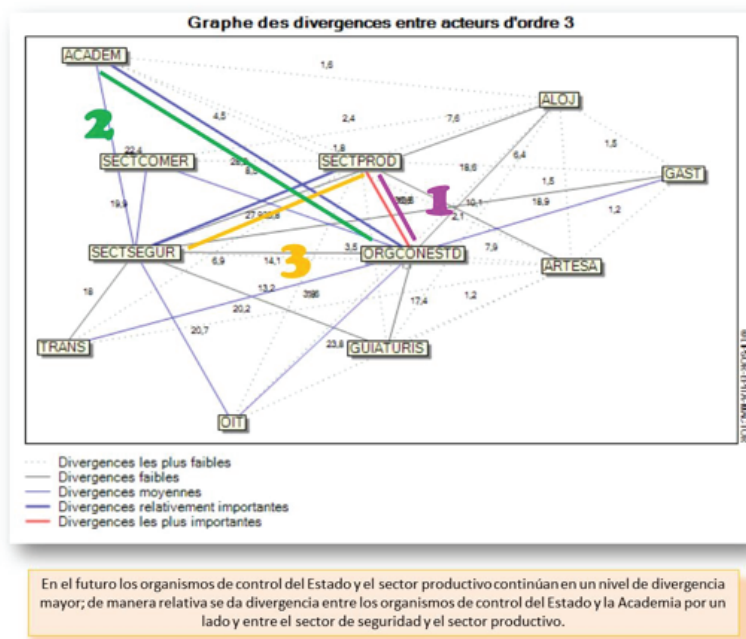 Graphe des divergences entre acteurs d'ordre 3
ACADEM
1,6
ALOJ
4,5
2,4
7,6
2
22,4
1,8
6,4
1,5
SECTCOMER
SECTPROD
18,6
GAST
1,5
19,9
1
10,1
18,9
1,2
2,1
SECTSEGUR
3,5
ORGCONESTD
7,9
3
6,9
14,1
ARTESA
18
13,2
1,2
20,2
17,4
20,7
23,8
TRANS
GUIATURIS
OIT
Divergences les plus faibles
Divergences faibles
Divergences moyennes
Divergences relativement importantes
Divergences les plus importantes
En el futuro los organismos de control del Estado y el sector productivo continúan en un nivel de divergencia
mayor; de manera relativa se da divergencia entre los organismos de control del Estado y la Academia por un
lado y entre el sector de seguridad y el sector productivo.